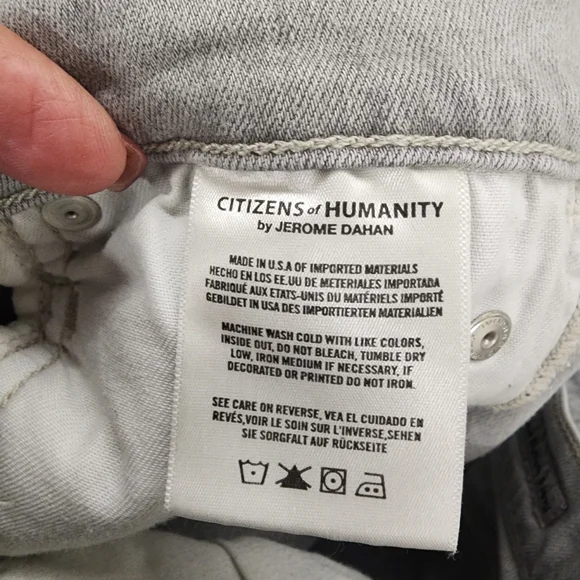 CITIZENS of HUMANITY
by JEROME DAHAN
MADE IN U.S.A OF IMPORTED MATERIALS
HECHO EN LOS EE.UU DE METERIALES IMPORTADA
FABRIQUÉ AUX ETATS-UNIS DU MATÉRIELS IMPORTÉ
GEBILDET IN USA DES IMPORTIERTEN MATERIALIEN
MACHINE WASH COLD WITH LIKE COLORS,
INSIDE OUT, DO NOT BLEACH, TUMBLE DRY
LOW, IRON MEDIUM IF NECESSARY, IF
DECORATED OR PRINTED DO NOT IRON.
SEE CARE ON REVERSE, VEA EL CUIDADO EN
REVÉS,VOIR LE SOIN SUR L'INVERSE,SEHEN
SIE SORGFALT AUF RÜCKSEITE